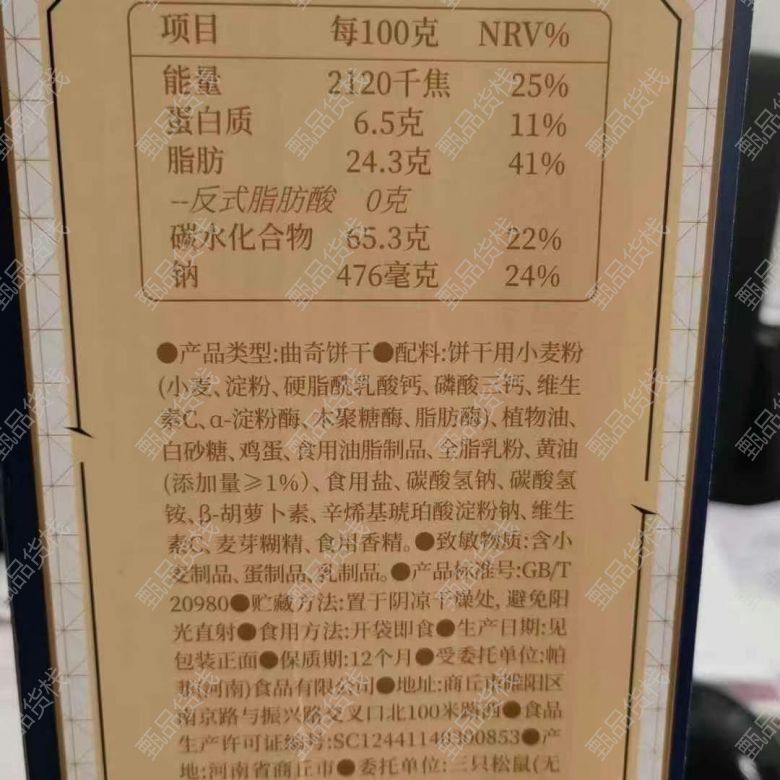 项目 每100克 NRV%
能量 2120千焦 25%
蛋白质 6.5克 11%
脂肪 24.3克 41%
--反式脂肪酸 0克
碳水化合物 65.3克 22%
钠 476毫克 24%
●产品类型:曲奇饼干●配料:饼干用小麦粉
(小麦、淀粉、硬脂酰乳酸钙、磷酸三钙、维生
素C、α-淀粉酶、木聚糖酶、脂肪酶)、植物油、
白砂糖、鸡蛋、食用油脂制品、全脂乳粉、黄油
(添加量≥1%)、食用盐、碳酸氢钠、碳酸氢
铵、β-胡萝卜素、辛烯基琥珀酸淀粉钠、维生
素C、麦芽糊精、食用香精。●致敏物质:含小
麦制品、蛋制品、乳制品。●产品标准号:GB/T
20980●贮藏方法:置于阴凉干燥处,避免阳
光直射●食用方法:开袋即食●生产日期:见
包装正面●保质期:12个月●受委托单位:帕
(河南)食品有限公司●地址:商丘市睢阳区
南京路与振兴路交叉口北100米路西●食品
生产许可证编号:SC12441140300853●产
地:河南省商丘市●委托单位:三只松鼠(无
甄品货栈